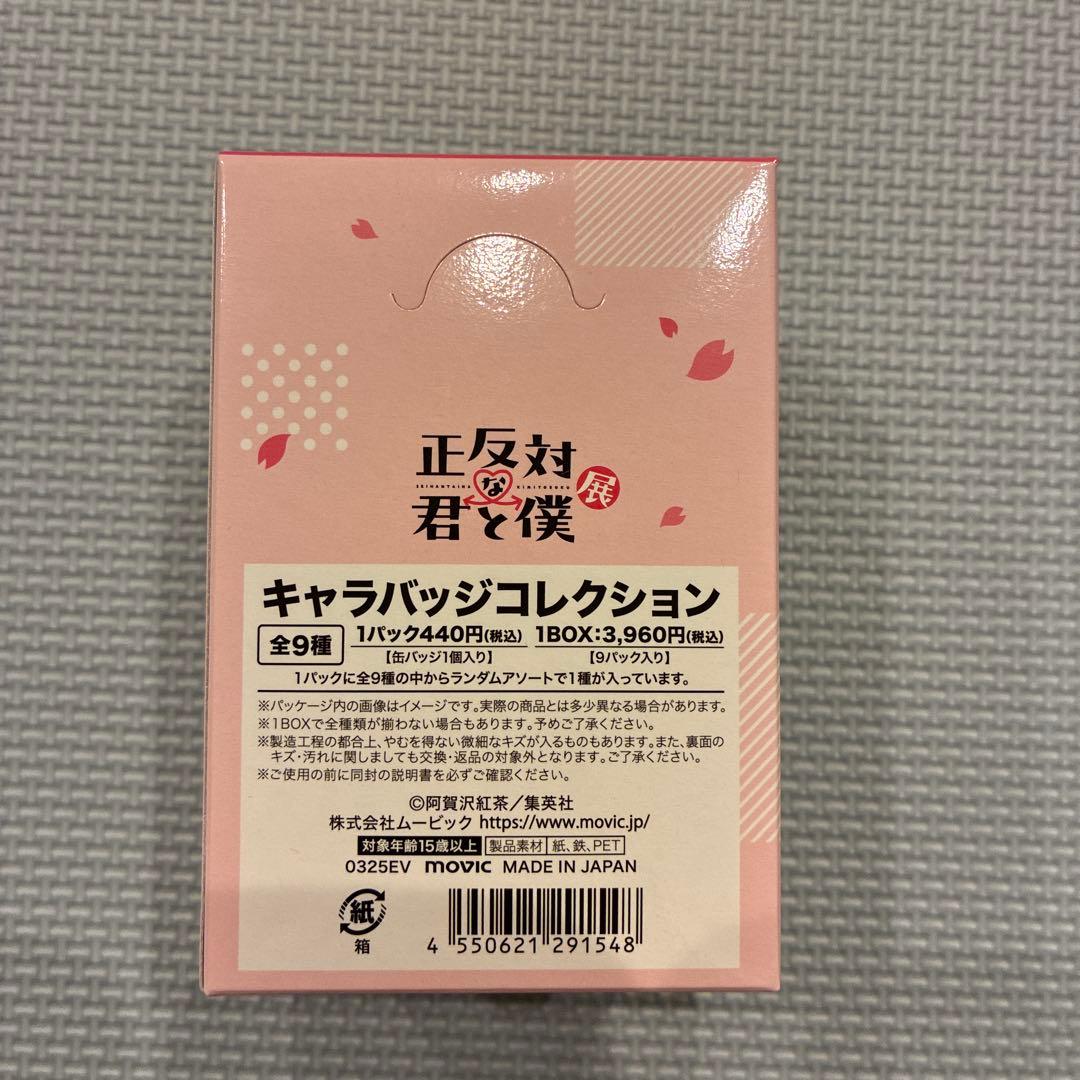 正反対
SEIHANTAINA な KIMITOBOKU 展
君と僕
キャラバッジコレクション
全9種 1パック440円(税込) 1BOX:3,960円(税込)
【缶バッジ1個入り】 【9パック入り】
1パックに全9種の中からランダムアソートで1種が入っています。
※パッケージ内の画像はイメージです。実際の商品とは多少異なる場合があります。
※1BOXで全種類が揃わない場合もあります。予めご了承ください。
※製造工程の都合上、やむを得ない微細なキズが入るものもあります。また、裏面の
キズ・汚れに関しましても交換・返品の対象外となります。ご了承ください。
※ご使用の前に同封の説明書を必ずご確認ください。
©阿賀沢紅茶／集英社
株式会社ムービック https://www.movic.jp/
対象年齢15歳以上 製品素材 紙、鉄、PET
0325EV movic MADE IN JAPAN
紙
箱
4 550621 291548